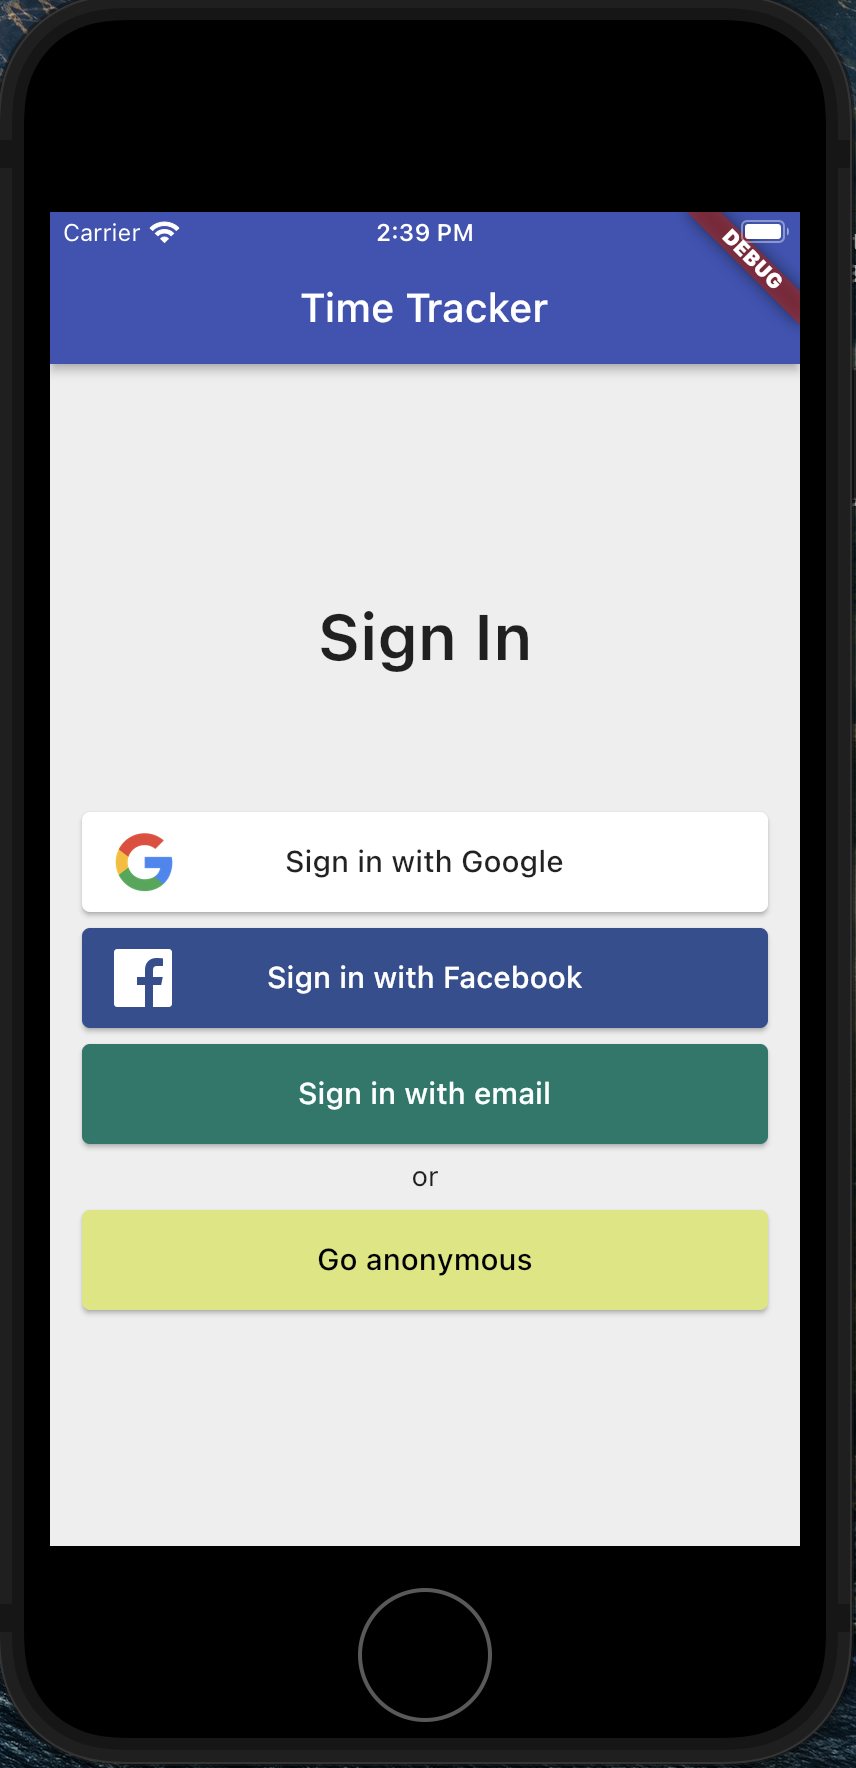 Carrier 2:39 PM
DEBUG
Time Tracker
Sign In
Sign in with Google
Sign in with Facebook
Sign in with email
or
Go anonymous